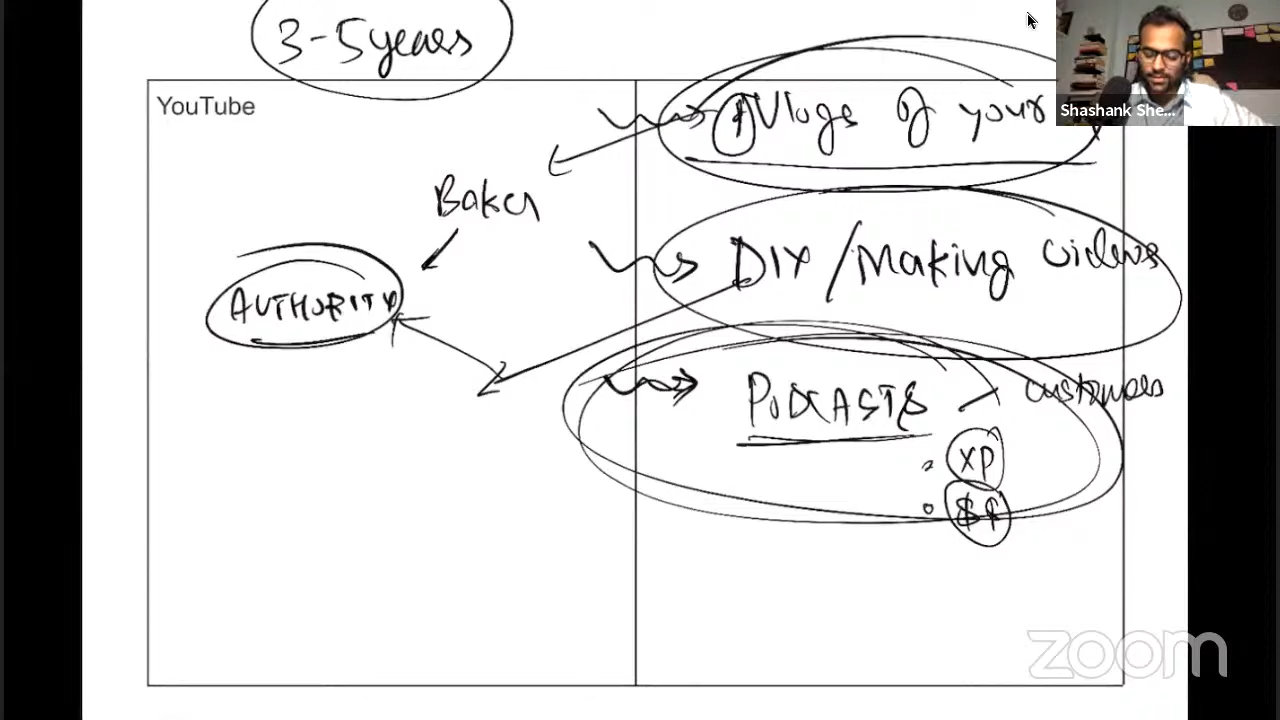 3-5years
YouTube
Vlogs of your
Shashank She...
Baker
DIY/Making videos
AUTHORITY
PODCASTS - customers
XP
$$
zoom